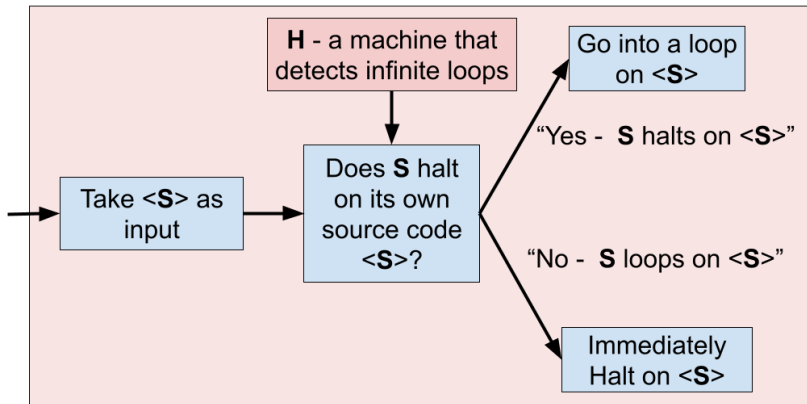 H - a machine that
detects infinite loops
Go into a loop
on <S>
"Yes - S halts on <S>"
Take <S> as
input
Does S halt
on its own
source code
<S>?
"No - S loops on <S>"
Immediately
Halt on <S>